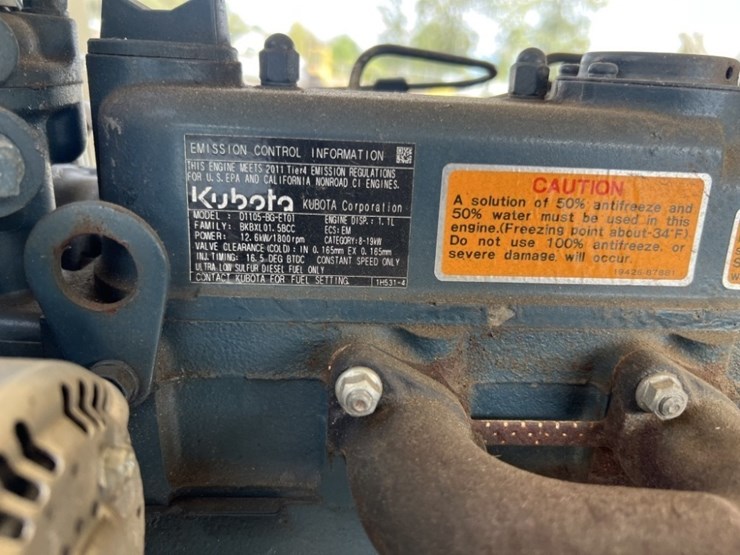 EMISSION CONTROL INFORMATION
THIS ENGINE MEETS 2011 Tier4 EMISSION REGULATIONS
FOR U.S.EPA AND CALIFORNIA NONROAD CI ENGINES.
Kubota KUBOTA Corporation
MODEL : D1105-BG-ET01 ENGINE DISP.: 1.1L
FAMILY: BKBXL01.5BCC ECS: EM
POWER: 12.6kW/1800rpm CATEGORY: 8-19kW
VALVE CLEARANCE(COLD): IN 0.165mm EX 0.165mm
INJ.TIMING: 16.5 DEG BTDC CONSTANT SPEED ONLY
ULTRA LOW SULFUR DIESEL FUEL ONLY
CONTACT KUBOTA FOR FUEL SETTING 1H531-4
CAUTION
A solution of 50% antifreeze and
50% water must be used in this
engine.(Freezing point about-34°F)
Do not use 100% antifreeze, or
severe damage will occur.